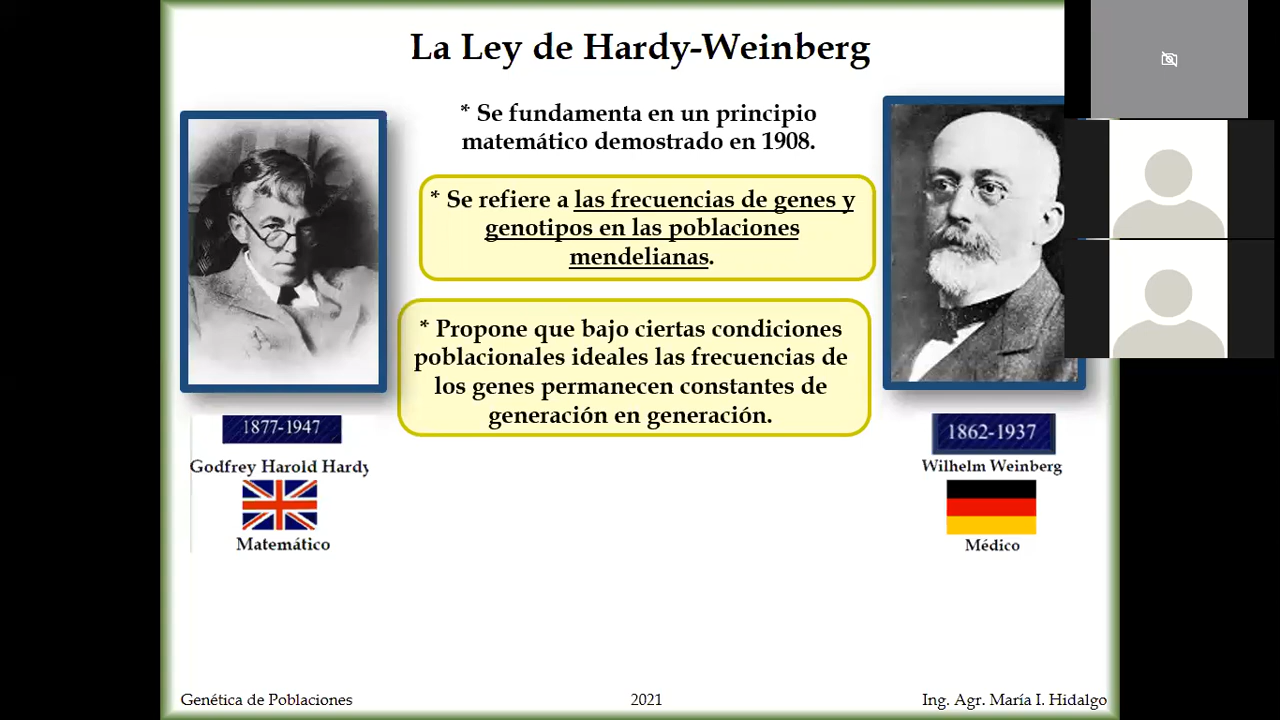 La Ley de Hardy-Weinberg
* Se fundamenta en un principio
matemático demostrado en 1908.
* Se refiere a las frecuencias de genes y
genotipos en las poblaciones
mendelianas.
* Propone que bajo ciertas condiciones
poblacionales ideales las frecuencias de
los genes permanecen constantes de
generación en generación.
1877-1947
Godfrey Harold Hardy
Matemático
1862-1937
Wilhelm Weinberg
Médico
Genética de Poblaciones
2021
Ing. Agr. María I. Hidalgo